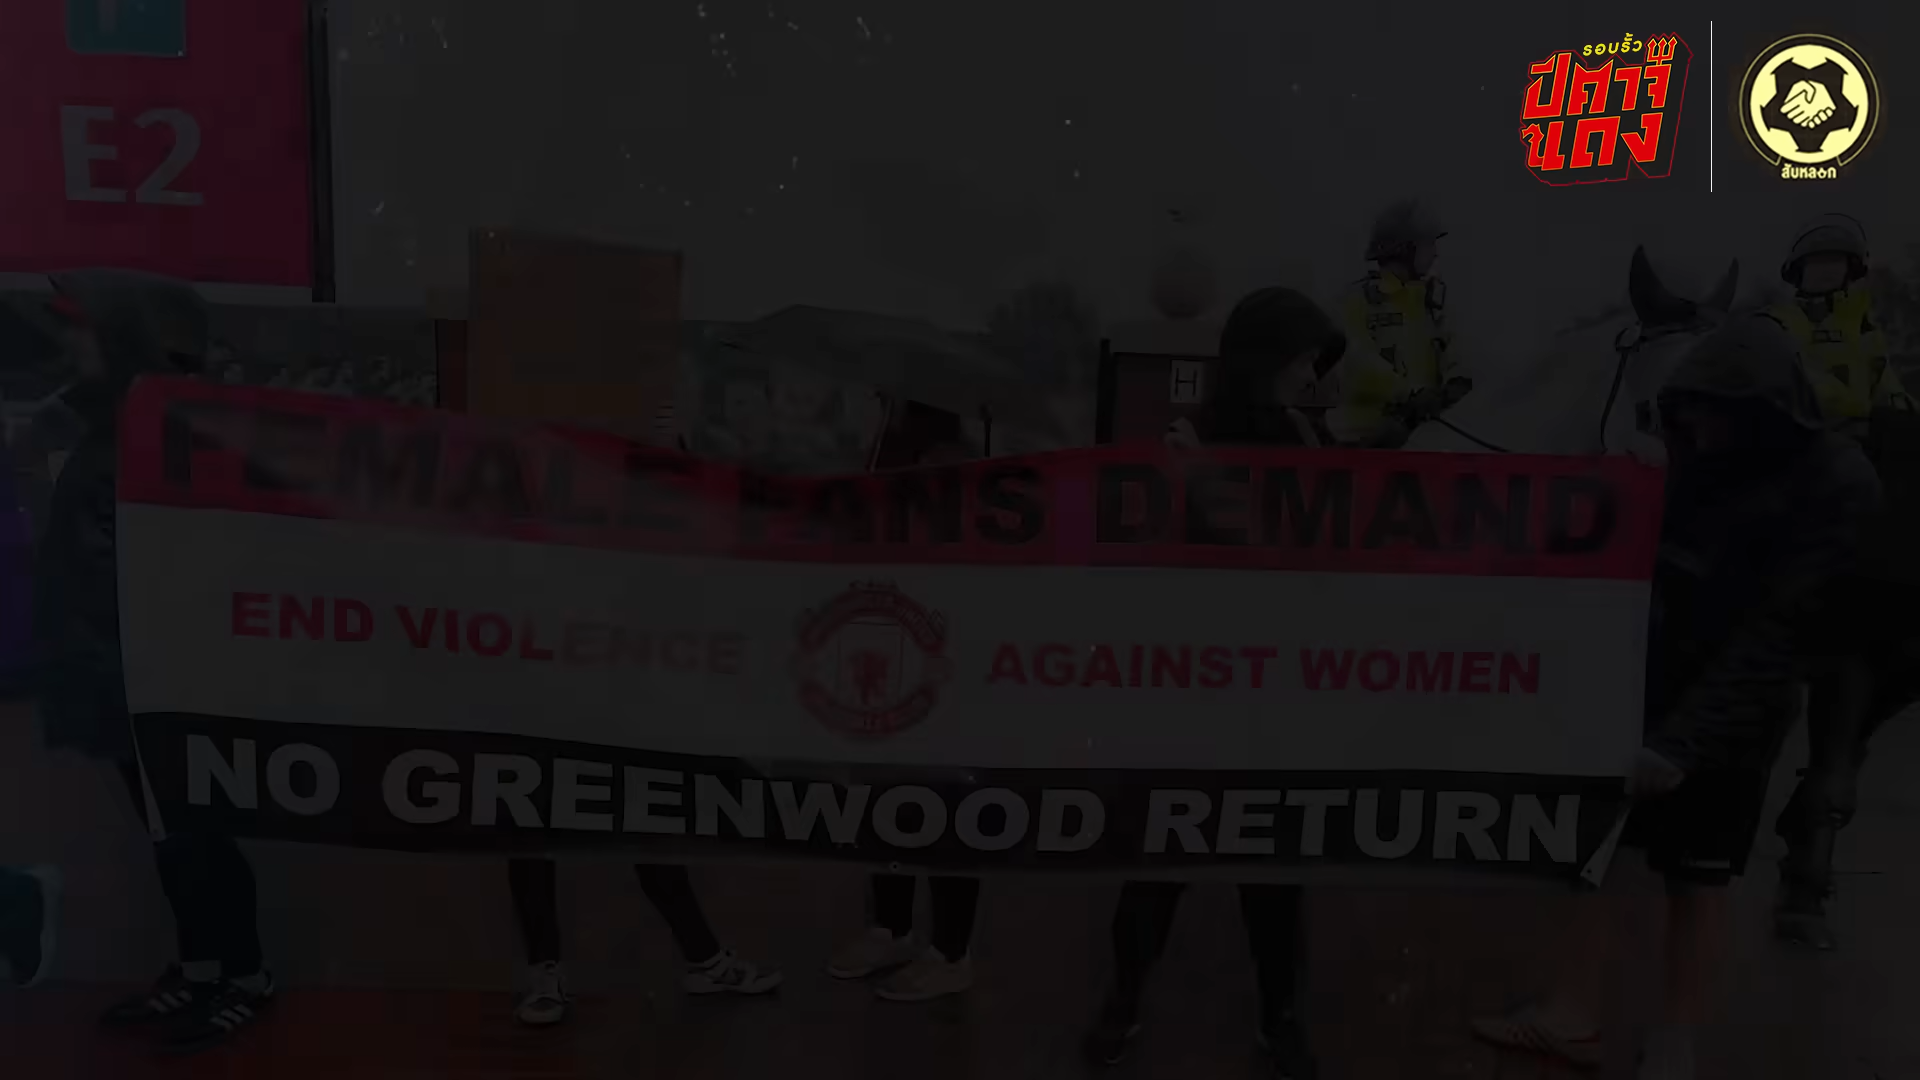 E2
รอบรั้ว
ปีศาจ
แดง
สับหลอก
H
FEMALE FANS DEMAND
END VIOLENCE AGAINST WOMEN
NO GREENWOOD RETURN